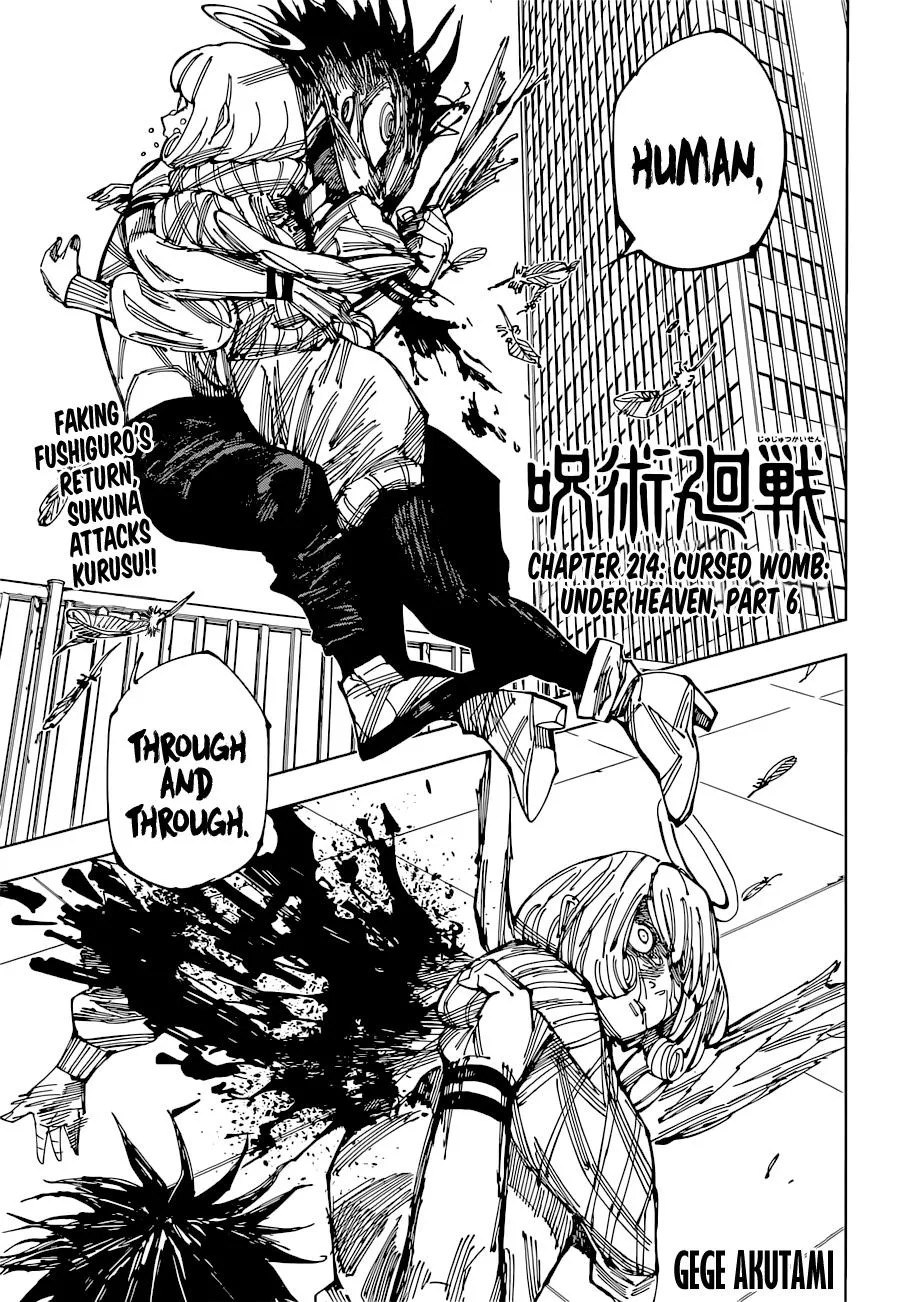 HUMAN,
じゅじゅつかいせん
呪術廻戦
CHAPTER 214: CURSED WOMB:
UNDER HEAVEN, PART 6
FAKING
FUSHIGURO'S
RETURN,
SUKUNA
ATTACKS
KURUSU!!
THROUGH
AND
THROUGH.
GEGE AKUTAMI